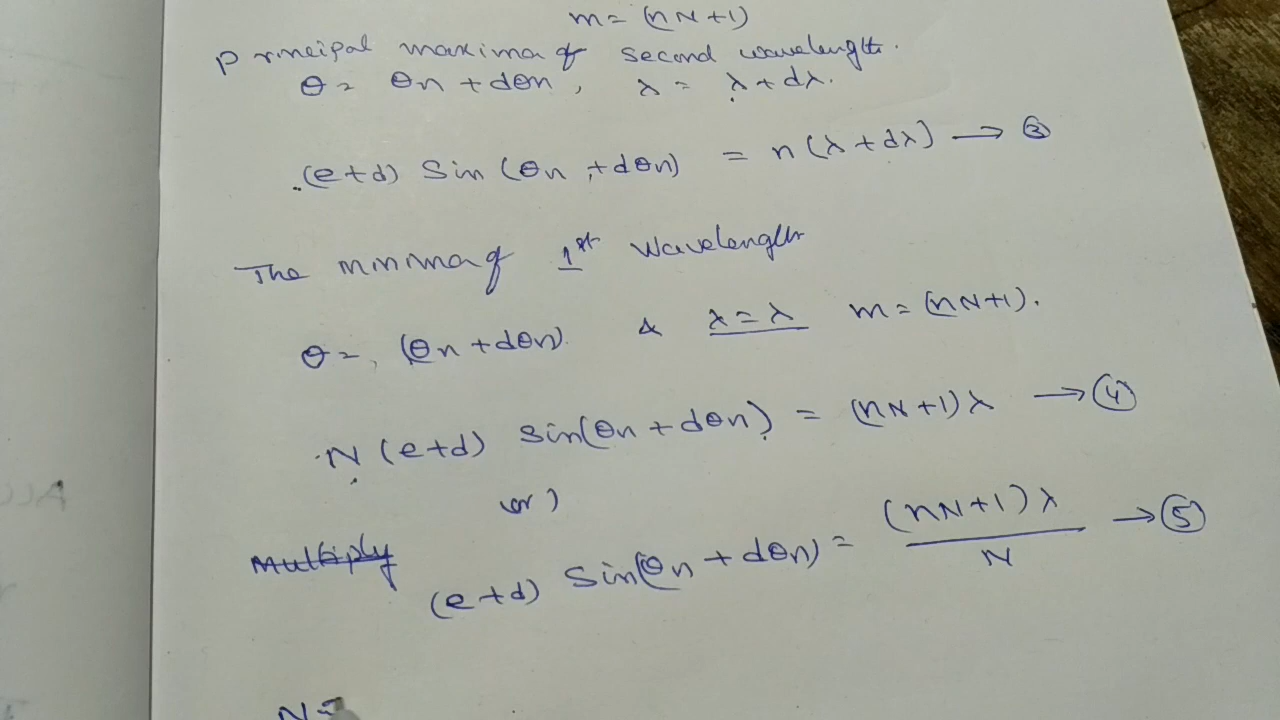 m = (nN+1)
Principal maxima of second wavelength.
θ = θn + dθn, λ = λ + dλ.
(e+d) Sin (θn + dθn) = n(λ + dλ) → ③
The minima of 1st Wavelength
θ =, (θn + dθn) & λ = λ m = (nN+1).
N (e+d) sin(θn + dθn) = (nN+1)λ → ④
(or)
Multiply (e+d) Sin(θn + dθn) = (nN+1)λ / N → ⑤